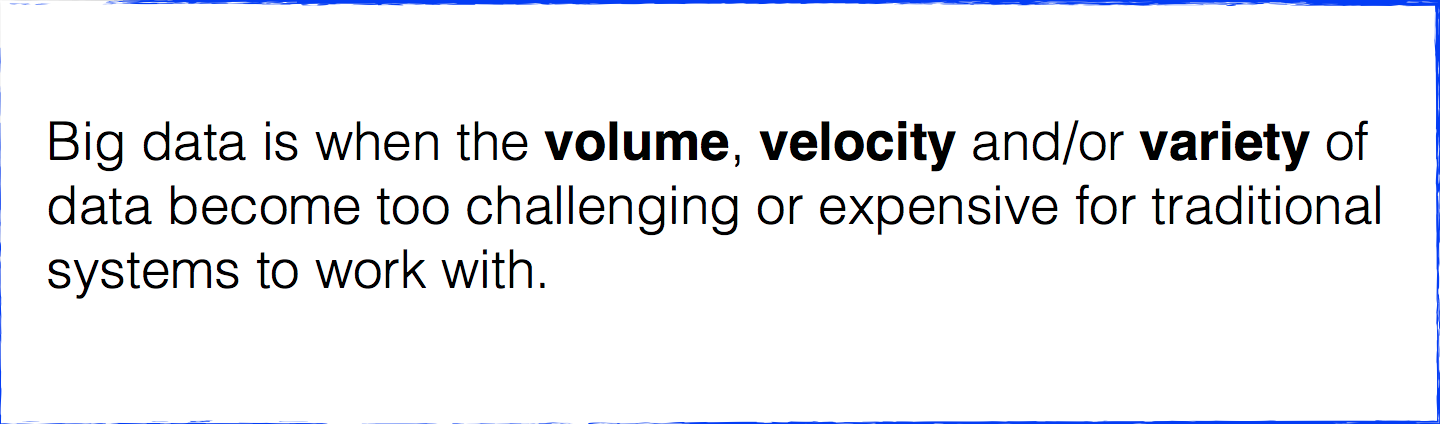 Big data is when the volume, velocity and/or variety of
data become too challenging or expensive for traditional
systems to work with.